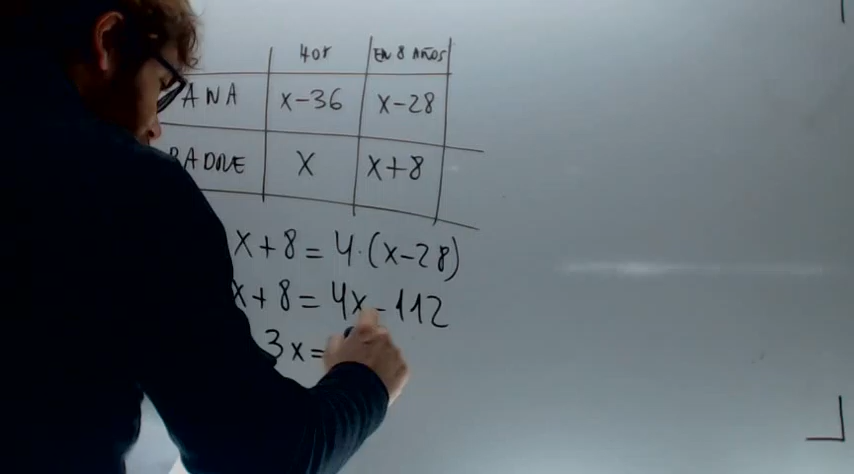 HOY EN 8 AÑOS
ANA x-36 x-28
PADRE x x+8
x+8=4·(x-28)
x+8=4x-112
3x=